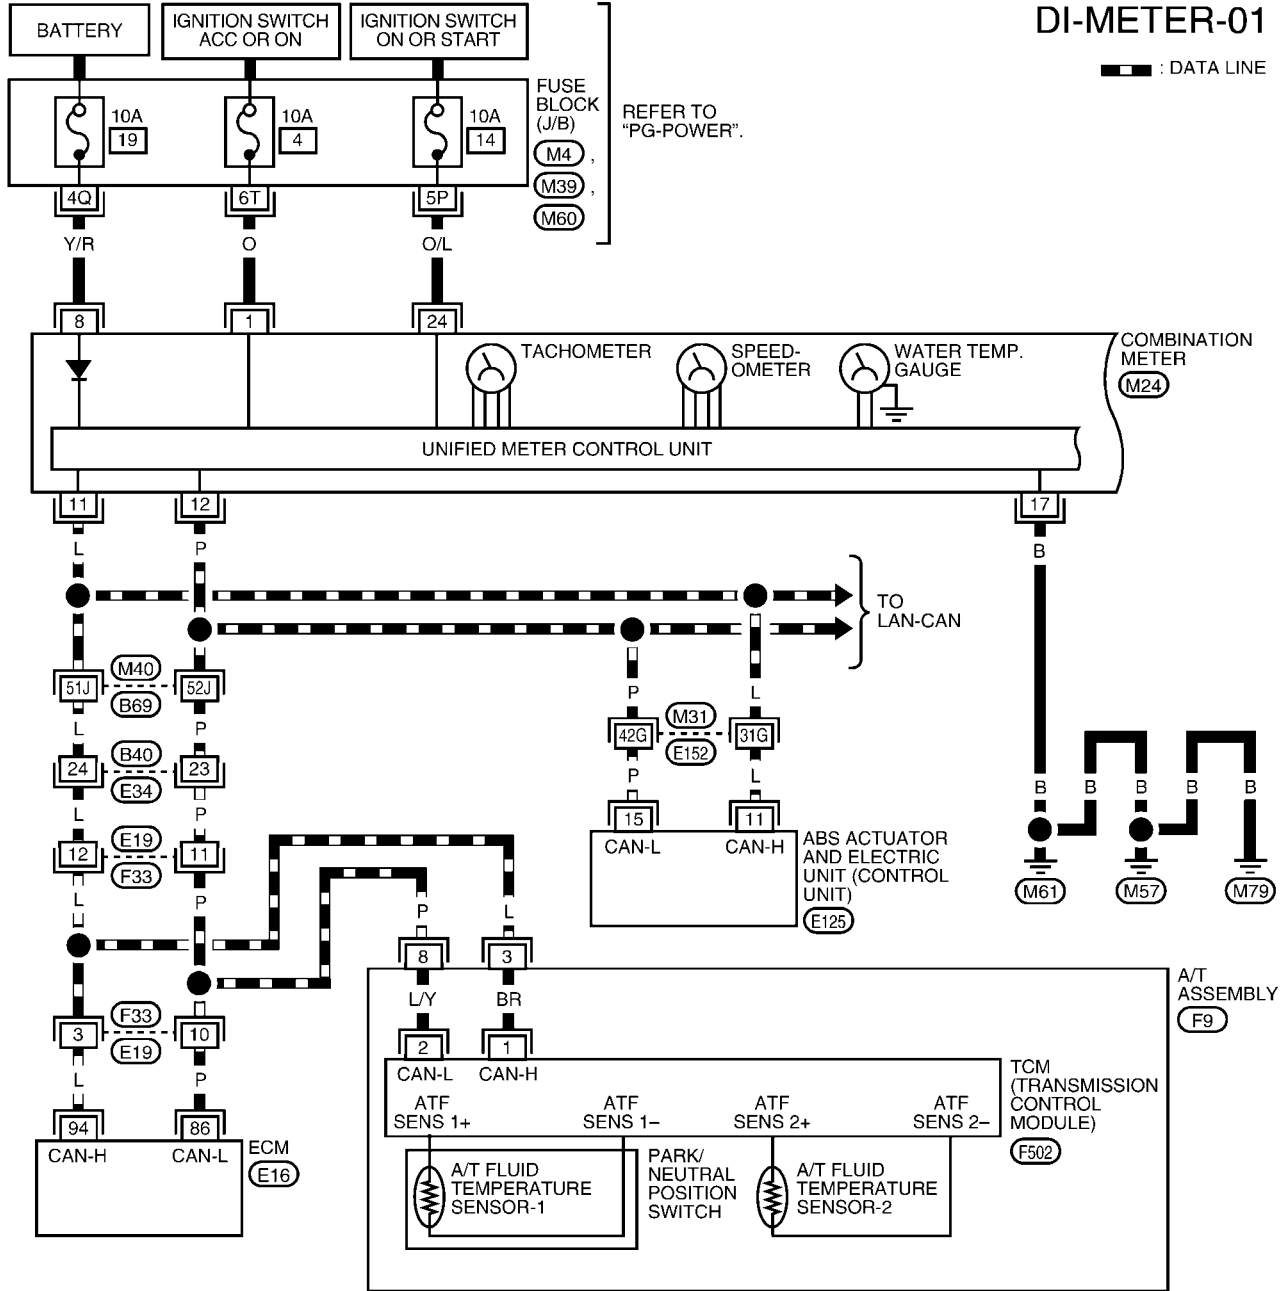 DI-METER-01
: DATA LINE
BATTERY
IGNITION SWITCH
ACC OR ON
IGNITION SWITCH
ON OR START
10A
19
10A
4
10A
14
FUSE
BLOCK
(J/B)
M4 ,
M39 ,
M60
REFER TO
“PG-POWER”.
4Q
6T
5P
Y/R
O
O/L
8
1
24
TACHOMETER
SPEED-
OMETER
WATER TEMP.
GAUGE
COMBINATION
METER
M24
UNIFIED METER CONTROL UNIT
11
12
17
L
P
B
TO
LAN-CAN
51J
M40
B69
52J
P
L
L
P
42G
M31
E152
31G
24
B40
E34
23
P
L
L
P
15
11
CAN-L
CAN-H
ABS ACTUATOR
AND ELECTRIC
UNIT (CONTROL
UNIT)
E125
B
B
B
B
B
M61
M57
M79
12
E19
F33
11
L
P
P
L
8
3
L/Y
BR
2
1
CAN-L
CAN-H
A/T
ASSEMBLY
F9
3
F33
E19
10
L
P
94
86
CAN-H
CAN-L
ECM
E16
TCM
(TRANSMISSION
CONTROL
MODULE)
F502
ATF
SENS 1+
ATF
SENS 1–
ATF
SENS 2+
ATF
SENS 2–
A/T FLUID
TEMPERATURE
SENSOR-1
PARK/
NEUTRAL
POSITION
SWITCH
A/T FLUID
TEMPERATURE
SENSOR-2